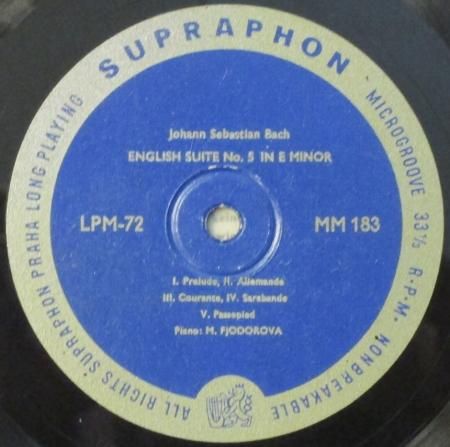 SUPRAPHON
MICROGROOVE 33⅓ R·P·M· NONBREAKABLE
ALL RIGHTS SUPRAPHON PRAHA LONG PLAYING
Johann Sebastian Bach
ENGLISH SUITE No. 5 IN E MINOR
LPM-72
MM 183
I. Prelude, II. Allemande
III. Courante, IV. Sarabande
V. Passepied
Piano: M. FJODOROVA